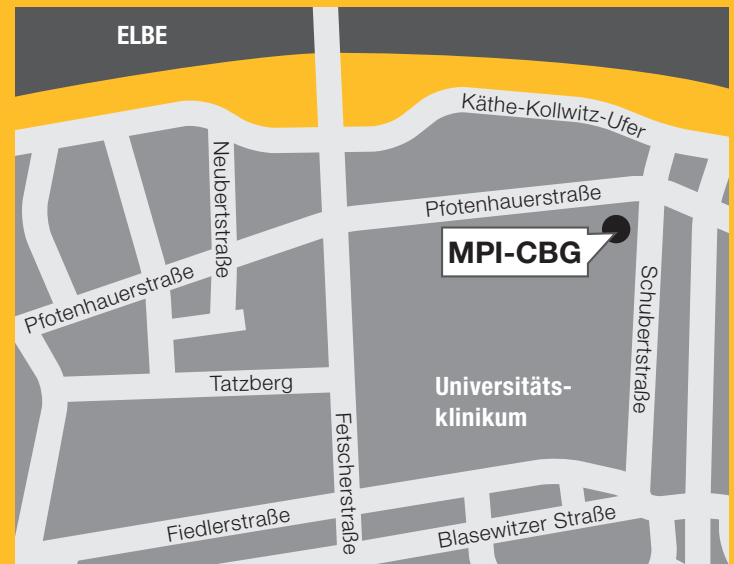 ELBE
Käthe-Kollwitz-Ufer
Neubertstraße
Pfotenhauerstraße
MPI-CBG
Pfotenhauerstraße
Schubertstraße
Tatzberg
Universitäts-
klinikum
Fetscherstraße
Fiedlerstraße
Blasewitzer Straße